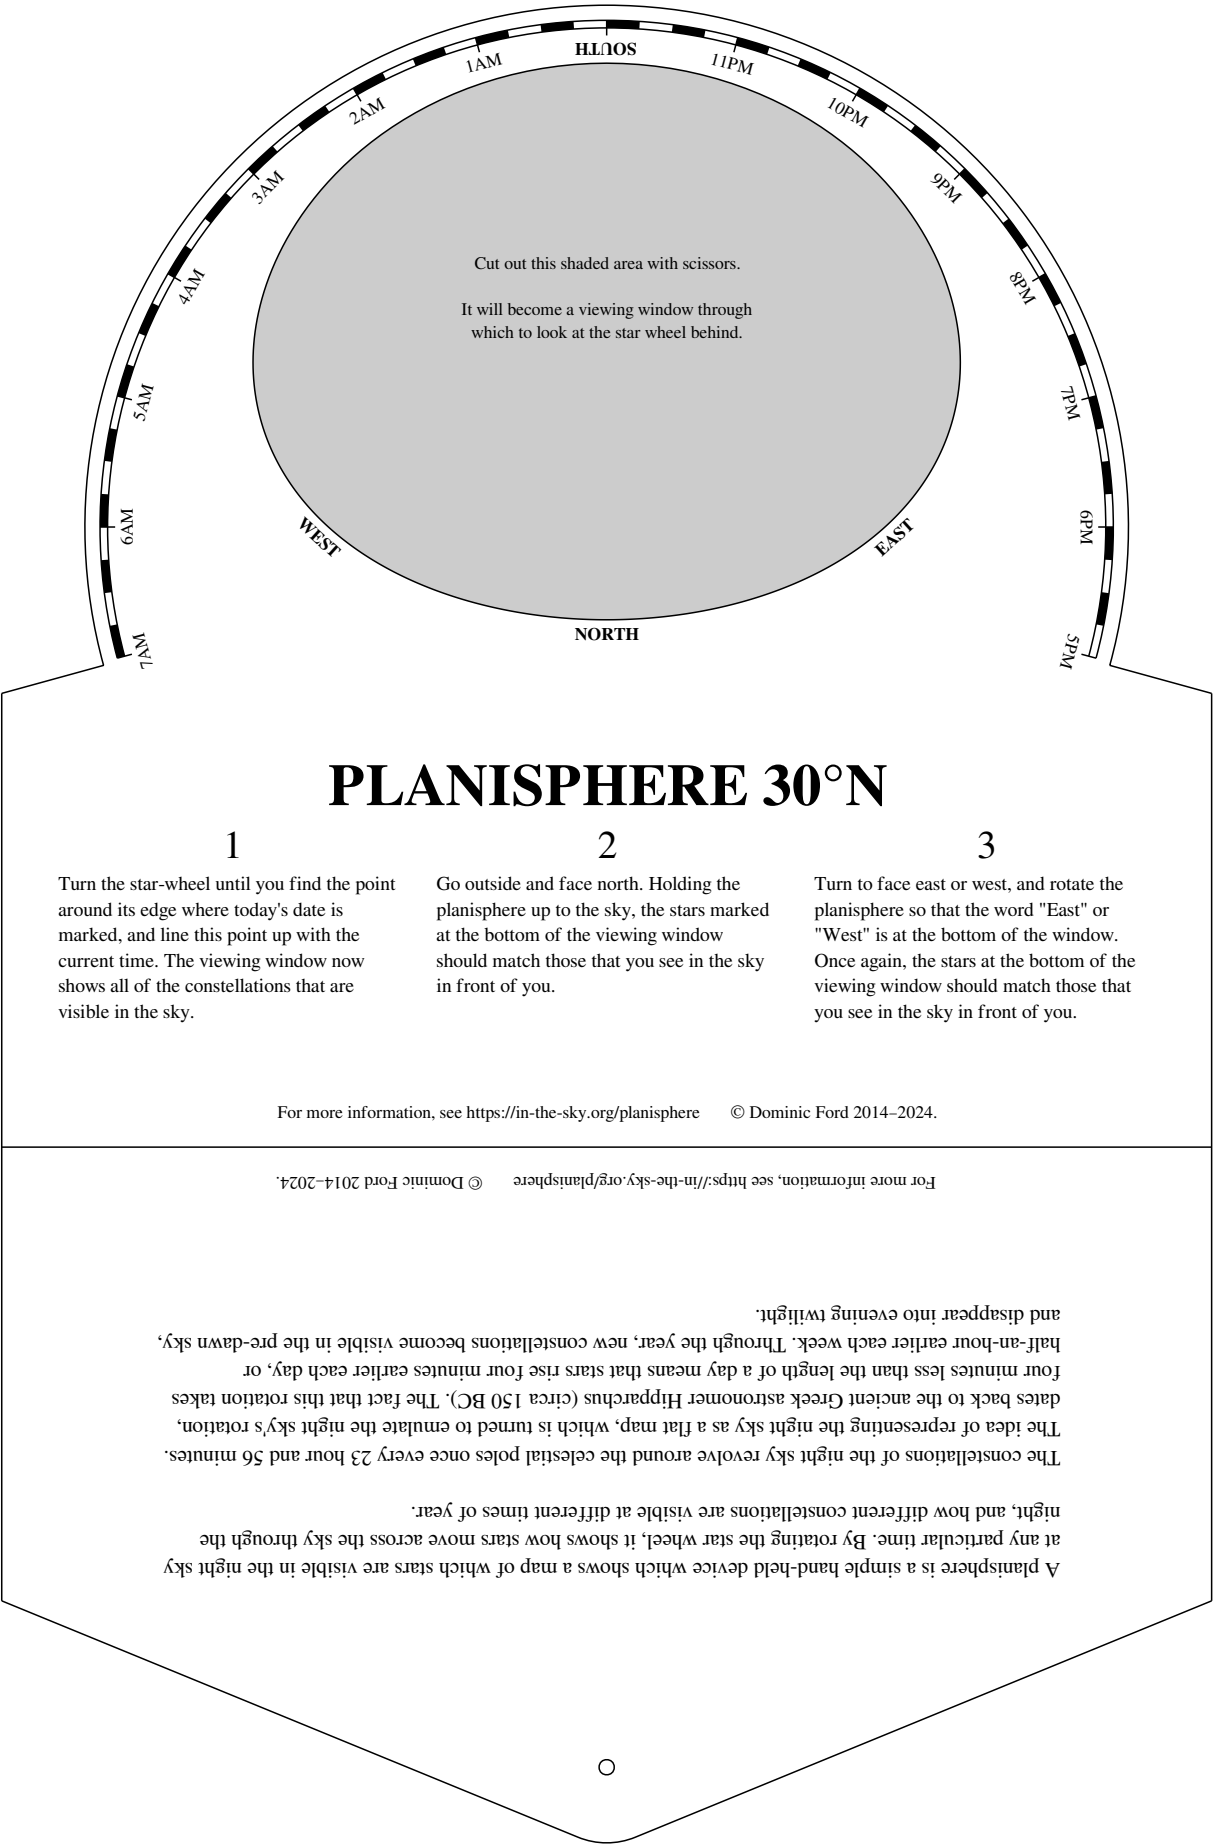 SOUTH
1AM
11PM
2AM
10PM
3AM
9PM
4AM
8PM
5AM
7PM
6AM
6PM
7AM
5PM
Cut out this shaded area with scissors.
It will become a viewing window through
which to look at the star wheel behind.
WEST
EAST
NORTH
PLANISPHERE 30°N
1
Turn the star-wheel until you find the point
around its edge where today's date is
marked, and line this point up with the
current time. The viewing window now
shows all of the constellations that are
visible in the sky.
2
Go outside and face north. Holding the
planisphere up to the sky, the stars marked
at the bottom of the viewing window
should match those that you see in the sky
in front of you.
3
Turn to face east or west, and rotate the
planisphere so that the word "East" or
"West" is at the bottom of the window.
Once again, the stars at the bottom of the
viewing window should match those that
you see in the sky in front of you.
For more information, see https://in-the-sky.org/planisphere © Dominic Ford 2014–2024.
A planisphere is a simple hand-held device which shows a map of which stars are visible in the night sky
at any particular time. By rotating the star wheel, it shows how stars move across the sky through the
night, and how different constellations are visible at different times of year.
The constellations of the night sky revolve around the celestial poles once every 23 hour and 56 minutes.
The idea of representing the night sky as a flat map, which is turned to emulate the night sky's rotation,
dates back to the ancient Greek astronomer Hipparchus (circa 150 BC). The fact that this rotation takes
four minutes less than the length of a day means that stars rise four minutes earlier each day, or
half-an-hour earlier each week. Through the year, new constellations become visible in the pre-dawn sky,
and disappear into evening twilight.
For more information, see https://in-the-sky.org/planisphere © Dominic Ford 2014–2024.